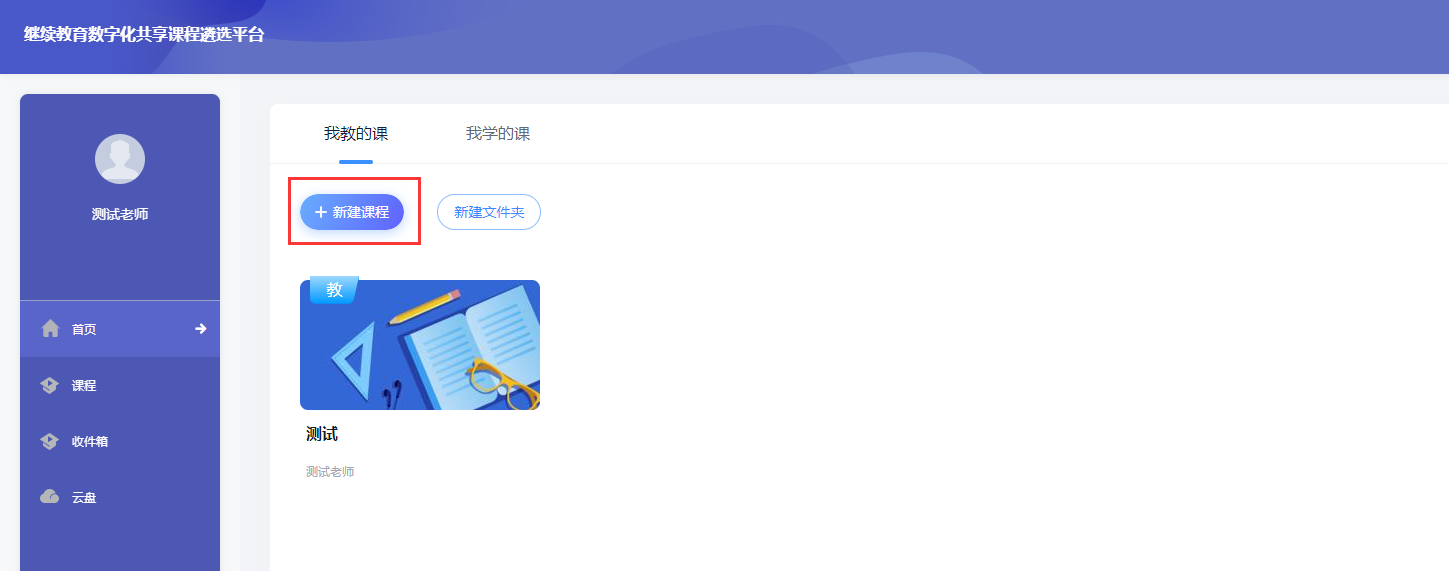 继续教育数字化共享课程遴选平台
测试老师
首页
课程
收件箱
云盘
我教的课 我学的课
+ 新建课程 新建文件夹
教
测试
测试老师